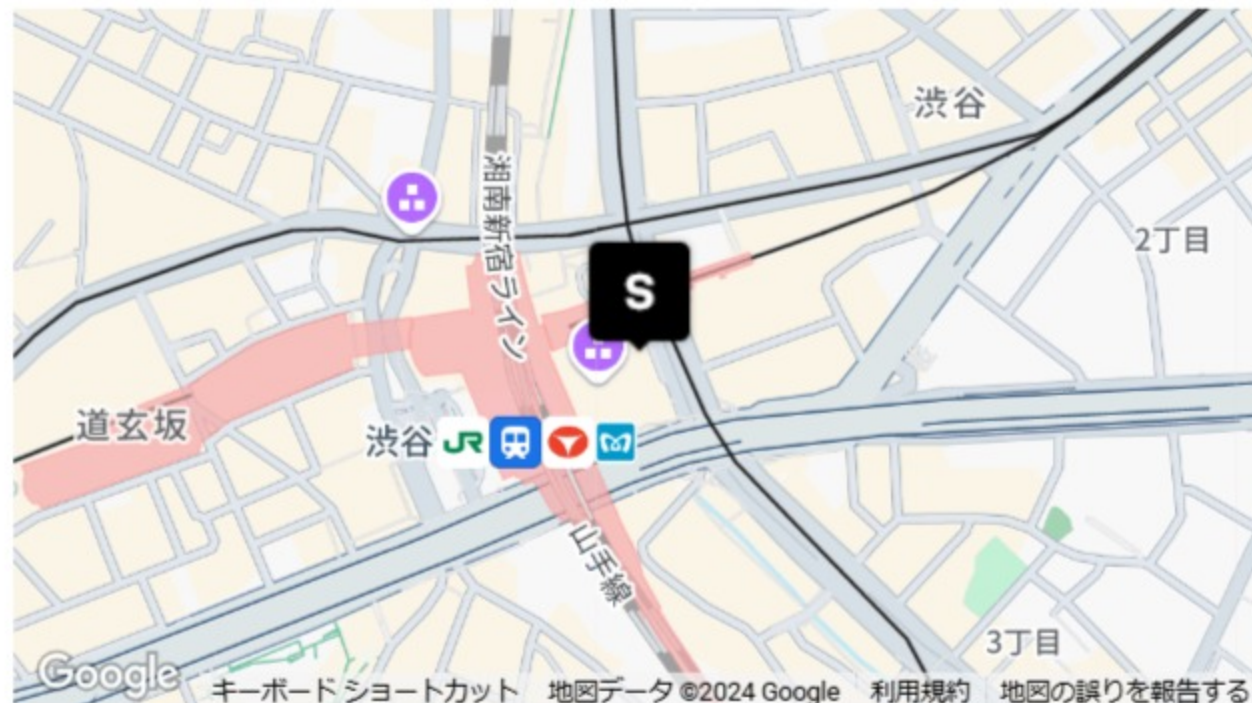 渋谷
湘南新宿ライン
2丁目
S
道玄坂
渋谷 JR
山手線
3丁目
Google
キーボード ショートカット 地図データ ©2024 Google 利用規約 地図の誤りを報告する